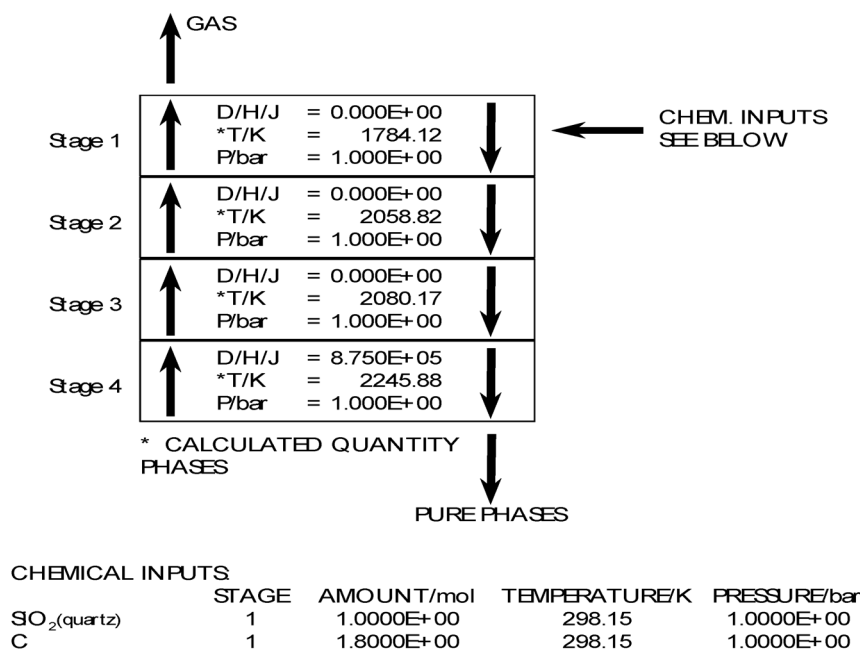 GAS
Stage 1
D/H/J = 0.000E+00
*T/K = 1784.12
P/bar = 1.000E+00
CHEM. INPUTS
SEE BELOW
Stage 2
D/H/J = 0.000E+00
*T/K = 2058.82
P/bar = 1.000E+00
Stage 3
D/H/J = 0.000E+00
*T/K = 2080.17
P/bar = 1.000E+00
Stage 4
D/H/J = 8.750E+05
*T/K = 2245.88
P/bar = 1.000E+00
* CALCULATED QUANTITY
PHASES
PURE PHASES
CHEMICAL INPUTS:
STAGE AMOUNT/mol TEMPERATURE/K PRESSURE/bar
SIO₂(quartz) 1 1.0000E+00 298.15 1.0000E+00
C 1 1.8000E+00 298.15 1.0000E+00